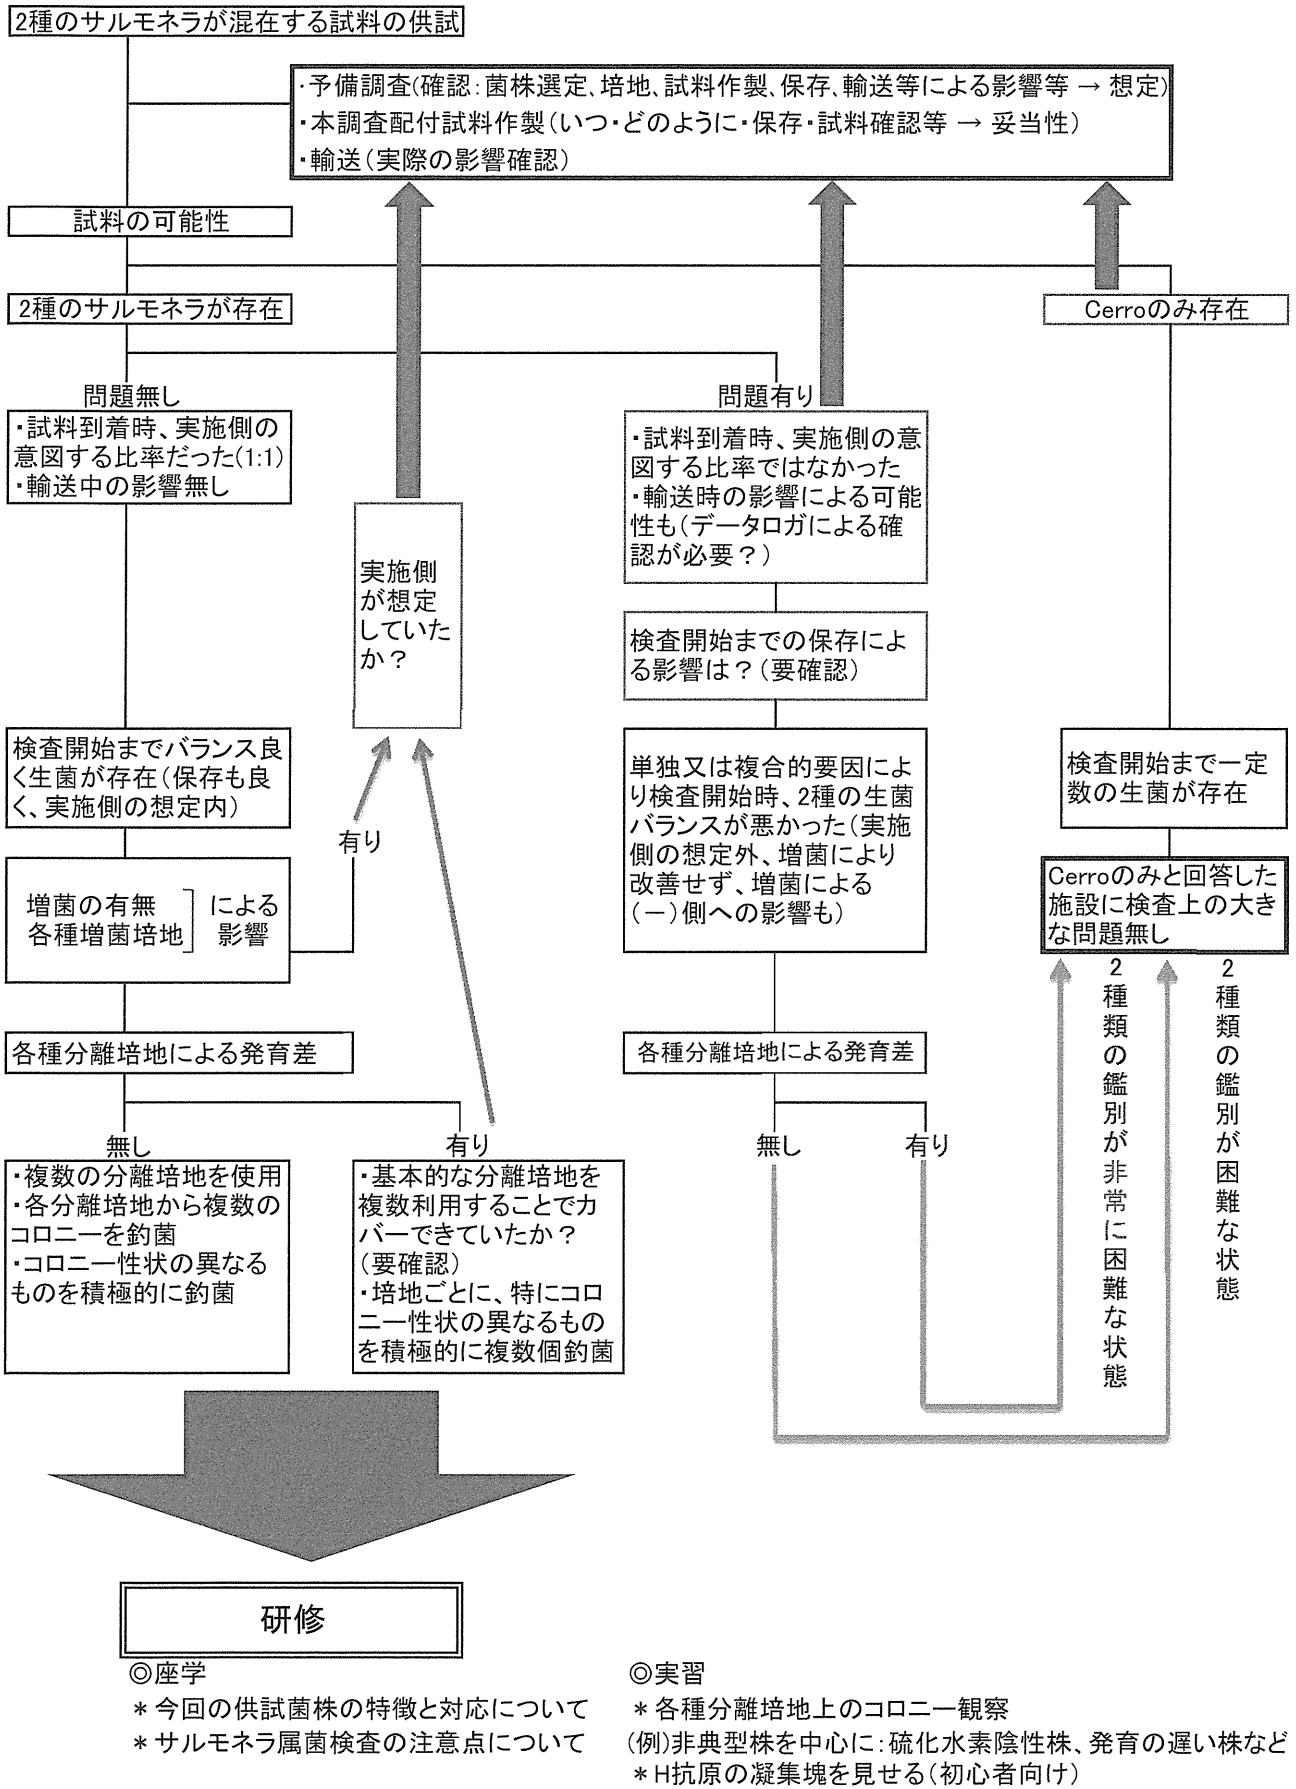 2種のサルモネラが混在する試料の供試
・予備調査(確認：菌株選定、培地、試料作製、保存、輸送等による影響等 → 想定)
・本調査配付試料作製(いつ・どのように・保存・試料確認等 → 妥当性)
・輸送(実際の影響確認)
試料の可能性
2種のサルモネラが存在
Cerroのみ存在
問題無し
・試料到着時、実施側の
意図する比率だった(1:1)
・輸送中の影響無し
問題有り
・試料到着時、実施側の意
図する比率ではなかった
・輸送時の影響による可能
性も(データロガによる確
認が必要？)
実施側
が想定
していた
か？
検査開始までの保存によ
る影響は？(要確認)
検査開始までバランス良
く生菌が存在(保存も良
く、実施側の想定内)
単独又は複合的要因によ
り検査開始時、2種の生菌
バランスが悪かった(実施
側の想定外、増菌により
改善せず、増菌による
(－)側への影響も)
検査開始まで一定
数の生菌が存在
有り
増菌の有無
各種増菌培地
による
影響
Cerroのみと回答した
施設に検査上の大き
な問題無し
各種分離培地による発育差
各種分離培地による発育差
2種類の鑑別が非常に困難な状態
2種類の鑑別が困難な状態
無し
・複数の分離培地を使用
・各分離培地から複数の
コロニーを釣菌
・コロニー性状の異なる
ものを積極的に釣菌
有り
・基本的な分離培地を
複数利用することでカ
バーできていたか？
(要確認)
・培地ごとに、特にコロ
ニー性状の異なるもの
を積極的に複数個釣菌
無し
有り
研修
◎座学
＊今回の供試菌株の特徴と対応について
＊サルモネラ属菌検査の注意点について
◎実習
＊各種分離培地上のコロニー観察
(例)非典型株を中心に：硫化水素陰性株、発育の遅い株など
＊H抗原の凝集塊を見せる(初心者向け)